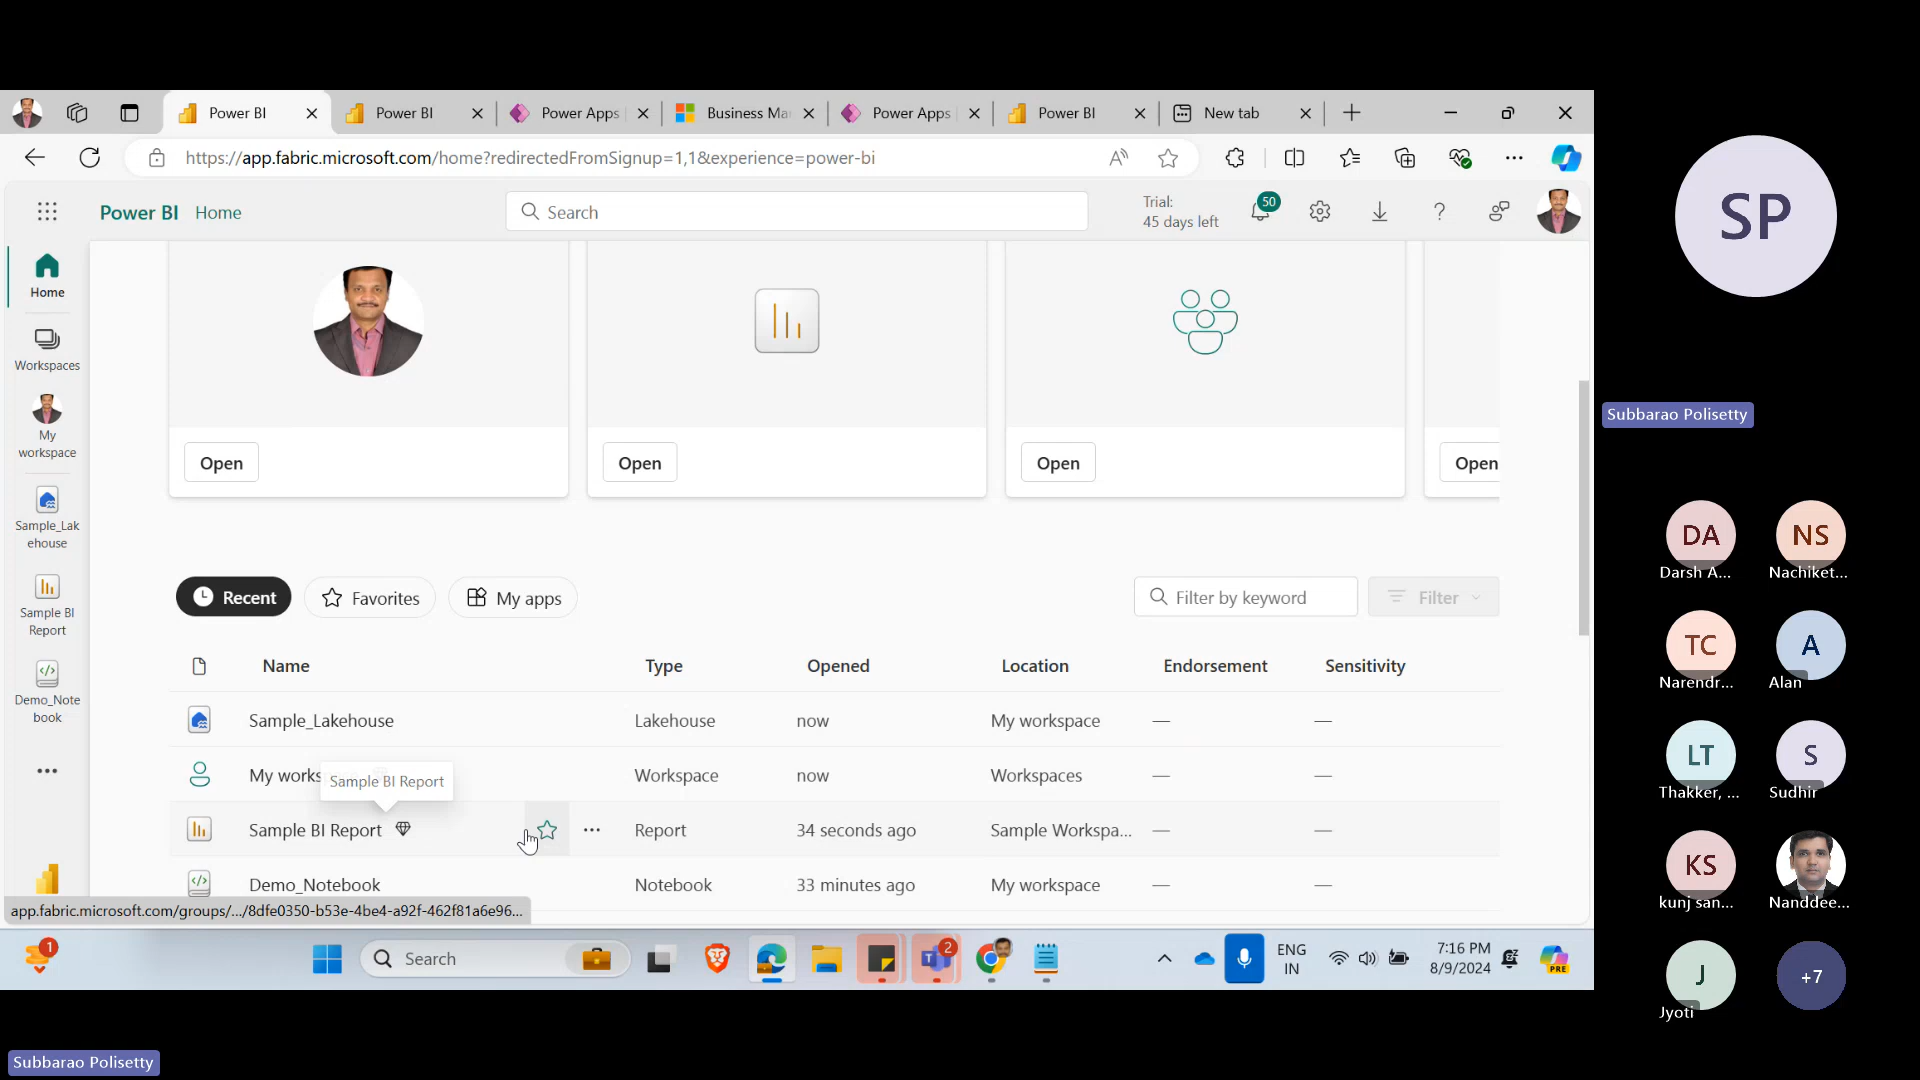 Power BI
Power BI
Power Apps
Business Ma
Power Apps
Power BI
New tab
https://app.fabric.microsoft.com/home?redirectedFromSignup=1,1&experience=power-bi
Power BI Home
Search
Trial:
45 days left
50
Home
Workspaces
My
workspace
Sample_Lak
ehouse
Sample BI
Report
Demo_Note
book
Open
Open
Open
Open
Recent
Favorites
My apps
Filter by keyword
Filter
Name Type Opened Location Endorsement Sensitivity
Sample_Lakehouse Lakehouse now My workspace — —
My works Workspace now Workspaces — —
Sample BI Report
Sample BI Report Report 34 seconds ago Sample Workspa... — —
Demo_Notebook Notebook 33 minutes ago My workspace — —
app.fabric.microsoft.com/groups/.../8dfe0350-b53e-4be4-a92f-462f81a6e96...
1
Search
2
ENG
IN
7:16 PM
8/9/2024
PRE
Subbarao Polisetty
SP
Subbarao Polisetty
DA
Darsh A...
NS
Nachiket...
TC
Narendr...
A
Alan
LT
Thakker, ...
S
Sudhir
KS
kunj san...
Nanddee...
J
Jyoti
+7